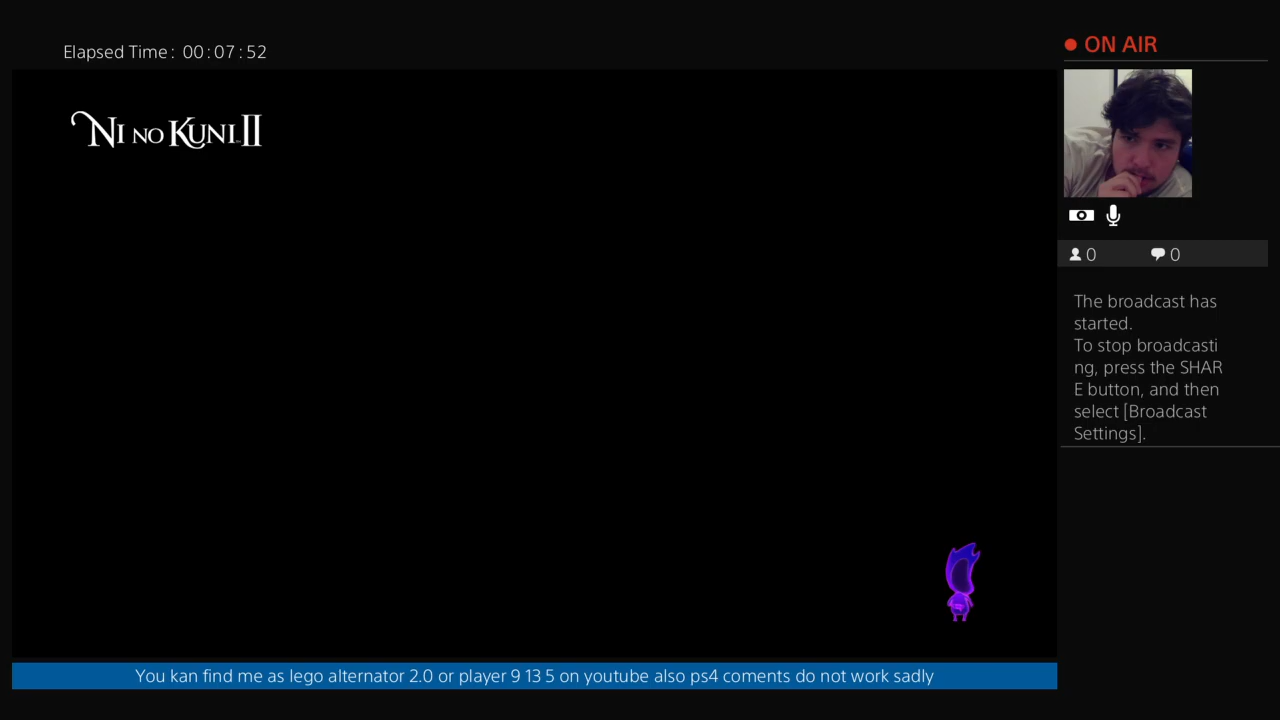 Elapsed Time: 00:07:52
ON AIR
NI NO KUNI II
0 0
The broadcast has
started.
To stop broadcasti
ng, press the SHAR
E button, and then
select [Broadcast
Settings].
You kan find me as lego alternator 2.0 or player 9 13 5 on youtube also ps4 coments do not work sadly